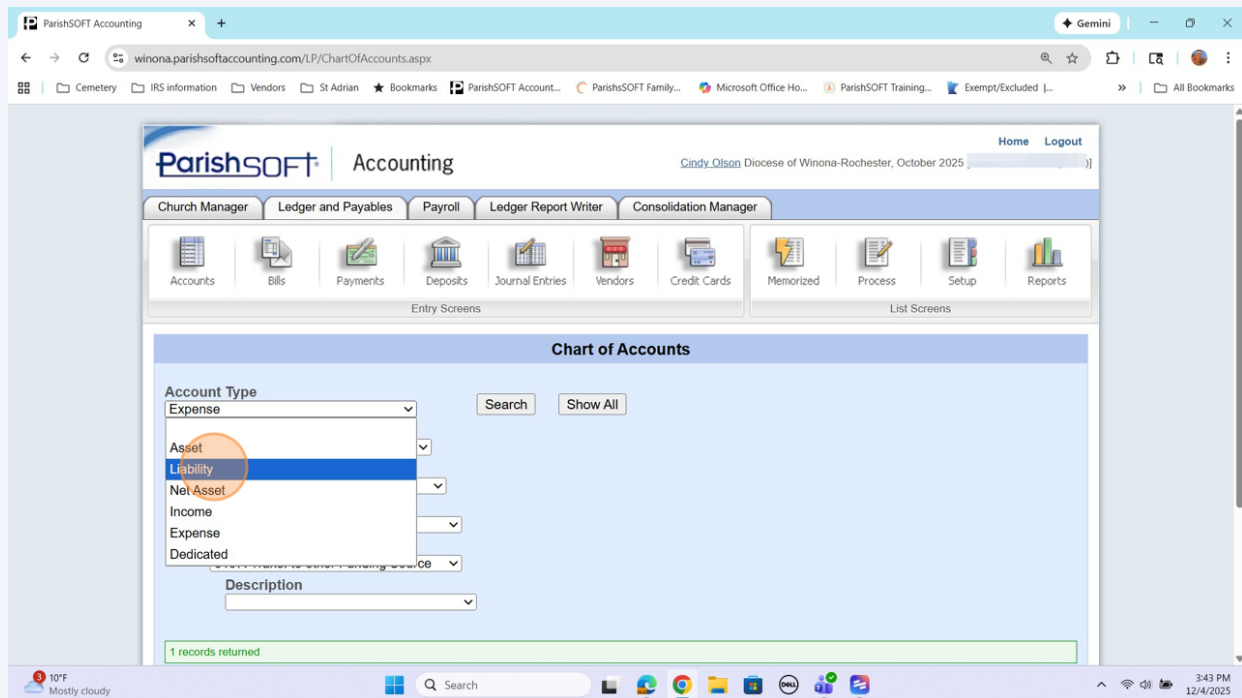 ParishSOFT Accounting
Gemini
winona.parishsoftaccounting.com/LP/ChartOfAccounts.aspx
Cemetery IRS information Vendors St Adrian Bookmarks ParishSOFT Account... ParishsSOFT Family... Microsoft Office Ho... ParishSOFT Training... Exempt/Excluded |... » All Bookmarks
Home Logout
ParishSOFT Accounting
Cindy Olson Diocese of Winona-Rochester, October 2025
Church Manager Ledger and Payables Payroll Ledger Report Writer Consolidation Manager
Accounts Bills Payments Deposits Journal Entries Vendors Credit Cards Memorized Process Setup Reports
Entry Screens List Screens
Chart of Accounts
Account Type
Expense Search Show All
Asset
Liability
Net Asset
Income
Expense
Dedicated
Description
1 records returned
3
10°F
Mostly cloudy
Search
DELL
3:43 PM
12/4/2025